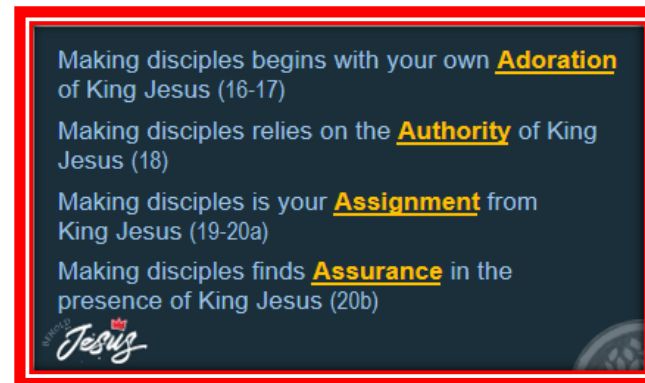 Making disciples begins with your own Adoration
of King Jesus (16-17)
Making disciples relies on the Authority of King
Jesus (18)
Making disciples is your Assignment from
King Jesus (19-20a)
Making disciples finds Assurance in the
presence of King Jesus (20b)
BEHOLD
Jesus